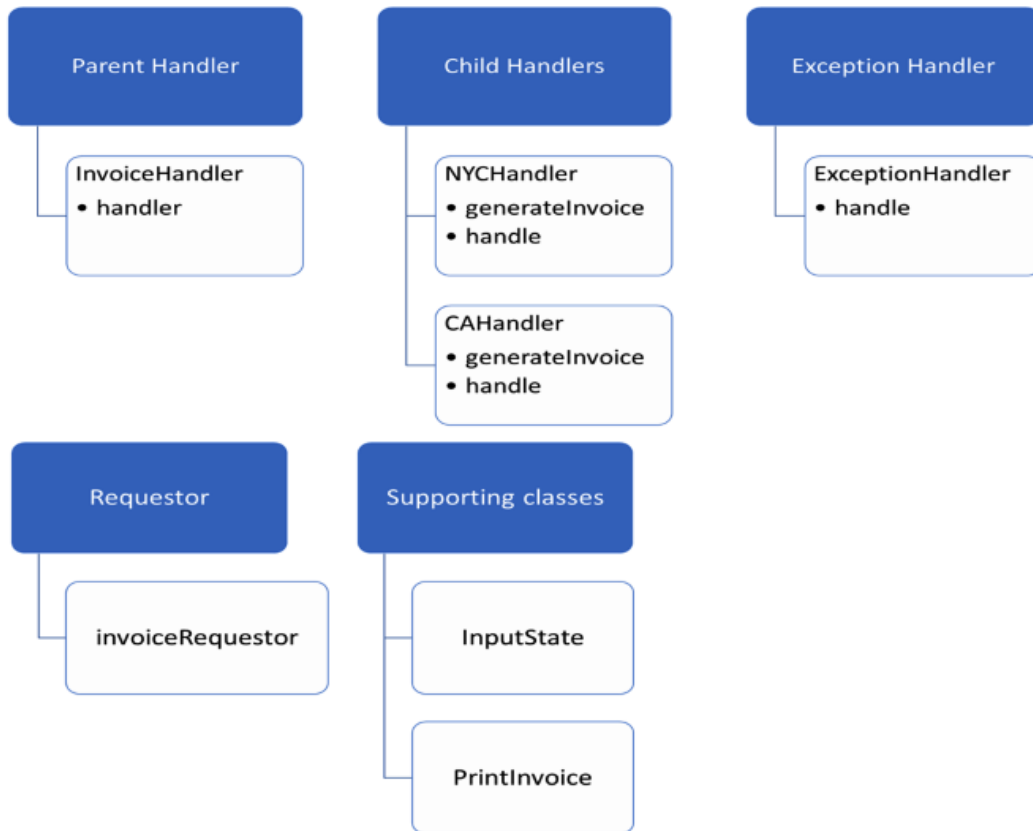 Parent Handler
InvoiceHandler
• handler
Child Handlers
NYCHandler
• generateInvoice
• handle
CAHandler
• generateInvoice
• handle
Exception Handler
ExceptionHandler
• handle
Requestor
invoiceRequestor
Supporting classes
InputState
PrintInvoice